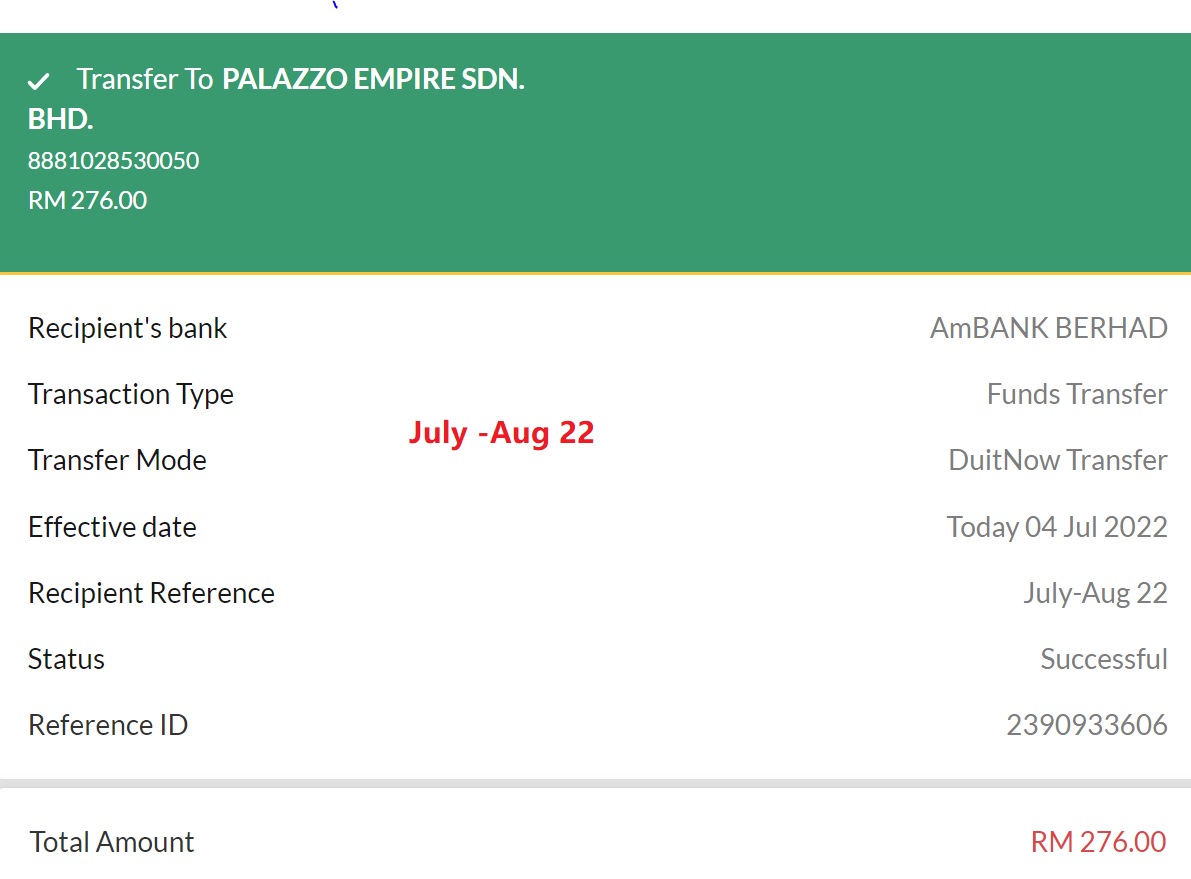 Transfer To PALAZZO EMPIRE SDN.
BHD.
8881028530050
RM 276.00
Recipient's bank AmBANK BERHAD
Transaction Type Funds Transfer
July -Aug 22
Transfer Mode DuitNow Transfer
Effective date Today 04 Jul 2022
Recipient Reference July-Aug 22
Status Successful
Reference ID 2390933606
Total Amount RM 276.00